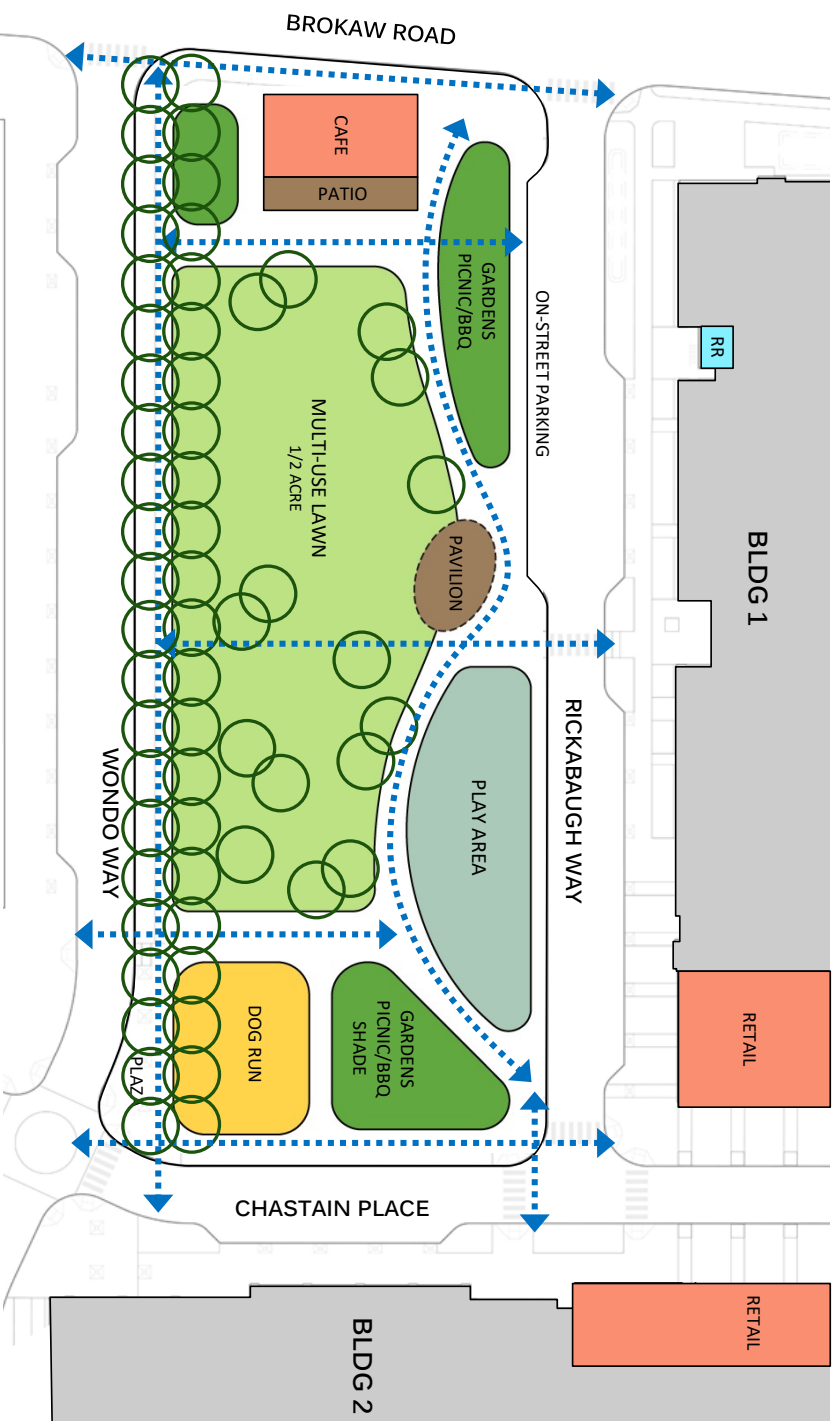 BROKAW ROAD
CAFE
PATIO
GARDENS
PICNIC/BBQ
ON-STREET PARKING
RR
MULTI-USE LAWN
1/2 ACRE
PAVILION
BLDG 1
RICKABAUGH WAY
WONDO WAY
PLAY AREA
DOG RUN
GARDENS
PICNIC/BBQ
SHADE
RETAIL
PLAZ
CHASTAIN PLACE
BLDG 2
RETAIL